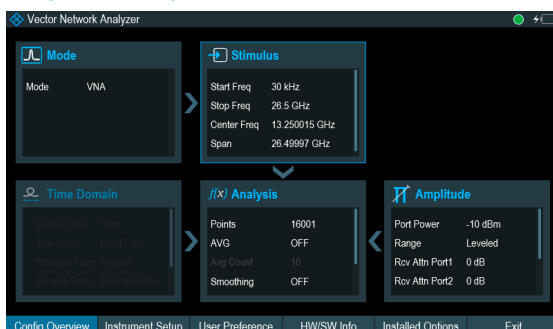 Vector Network Analyzer
Mode
Mode VNA
Stimulus
Start Freq 30 kHz
Stop Freq 26.5 GHz
Center Freq 13.250015 GHz
Span 26.49997 GHz
Time Domain
f(x) Analysis
Points 16001
AVG OFF
Avg Count 10
Smoothing OFF
Amplitude
Port Power -10 dBm
Range Leveled
Rcv Attn Port1 0 dB
Rcv Attn Port2 0 dB
Config Overview Instrument Setup User Preference HW/SW Info Installed Options Exit